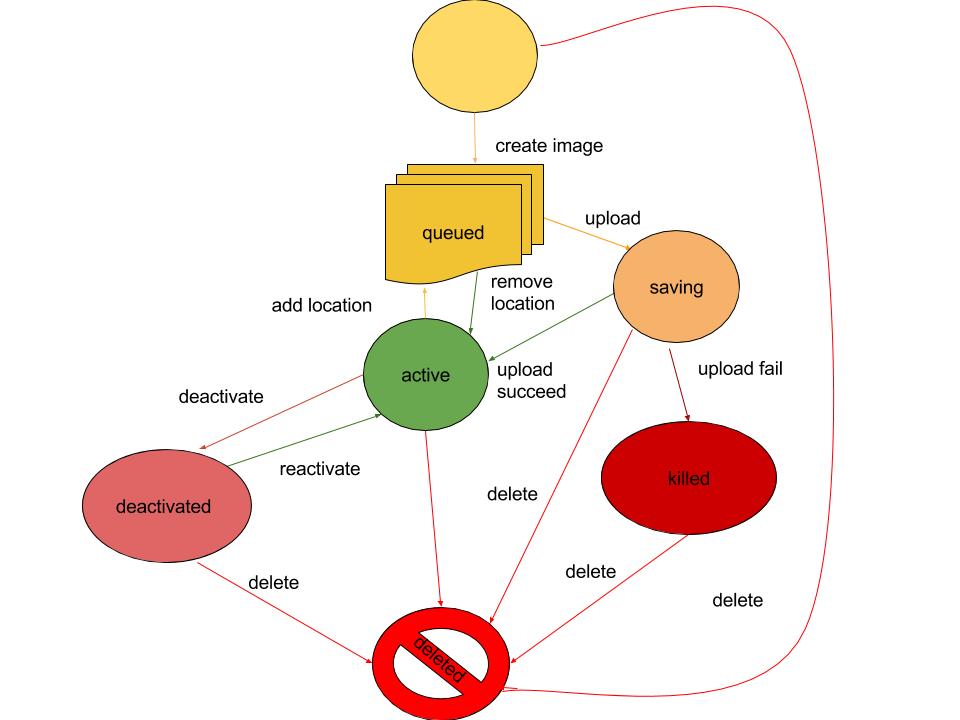 create image
upload
queued
remove
location
saving
add location
upload fail
active
upload
succeed
deactivate
reactivate
killed
delete
deactivated
delete
delete
delete
deleted